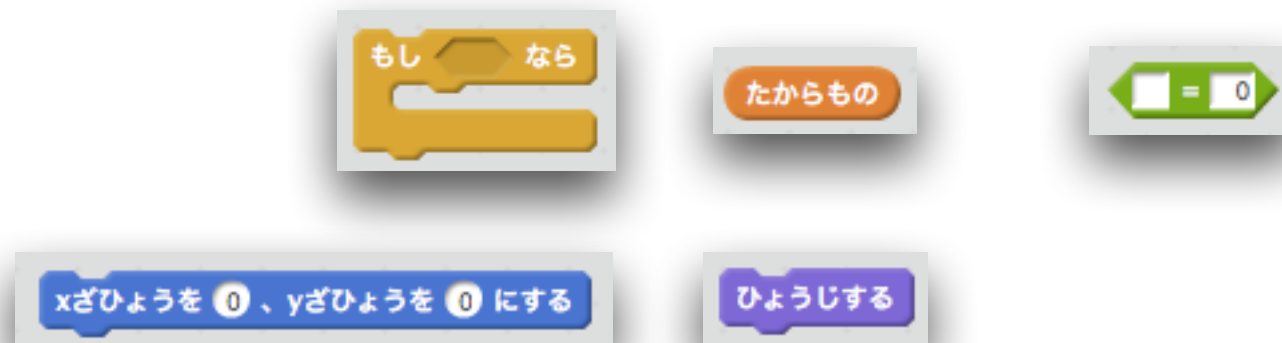 もし なら
たからもの
= 0
xざひょうを 0 、yざひょうを 0 にする
ひょうじする